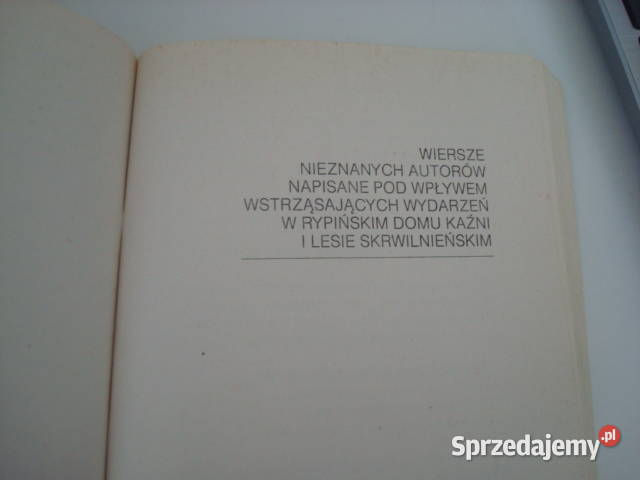 WIERSZE
NIEZNANYCH AUTORÓW
NAPISANE POD WPŁYWEM
WSTRZĄSAJĄCYCH WYDARZEŃ
W RYPIŃSKIM DOMU KAŹNI
I LESIE SKRWILNIEŃSKIM
Sprzedajemy.pl